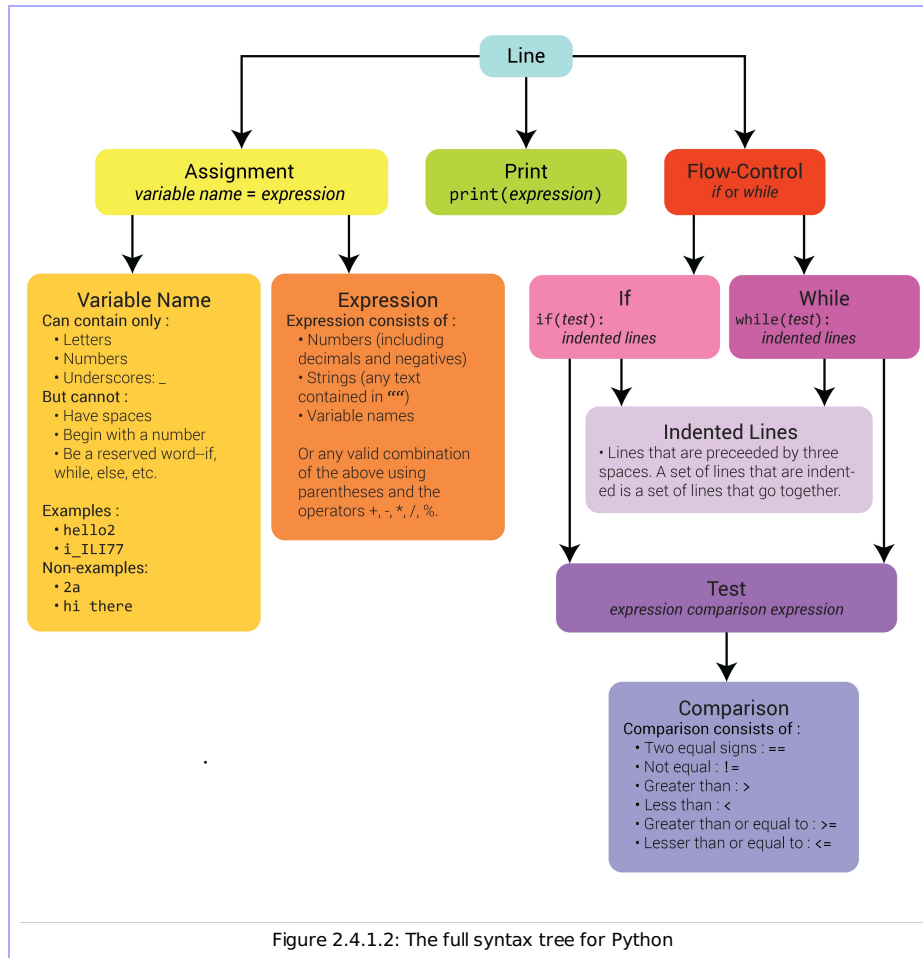 Line
Assignment
variable name = expression
Print
print(expression)
Flow-Control
if or while
Variable Name
Can contain only :
• Letters
• Numbers
• Underscores: _
But cannot :
• Have spaces
• Begin with a number
• Be a reserved word--if,
while, else, etc.
Examples :
• hello2
• i_ILI77
Non-examples:
• 2a
• hi there
Expression
Expression consists of :
• Numbers (including
decimals and negatives)
• Strings (any text
contained in ““)
• Variable names
Or any valid combination
of the above using
parentheses and the
operators +, -, *, /, %.
If
if(test):
indented lines
While
while(test):
indented lines
Indented Lines
• Lines that are preceeded by three
spaces. A set of lines that are indent-
ed is a set of lines that go together.
Test
expression comparison expression
Comparison
Comparison consists of :
• Two equal signs : ==
• Not equal : !=
• Greater than : >
• Less than : <
• Greater than or equal to : >=
• Lesser than or equal to : <=
Figure 2.4.1.2: The full syntax tree for Python